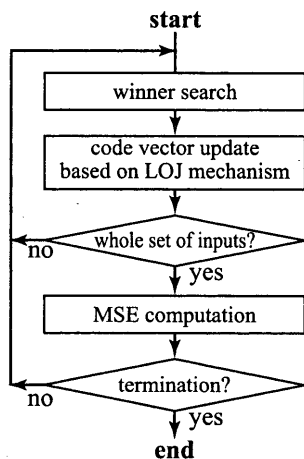 start
winner search
code vector update
based on LOJ mechanism
whole set of inputs?
no
yes
MSE computation
termination?
no
yes
end